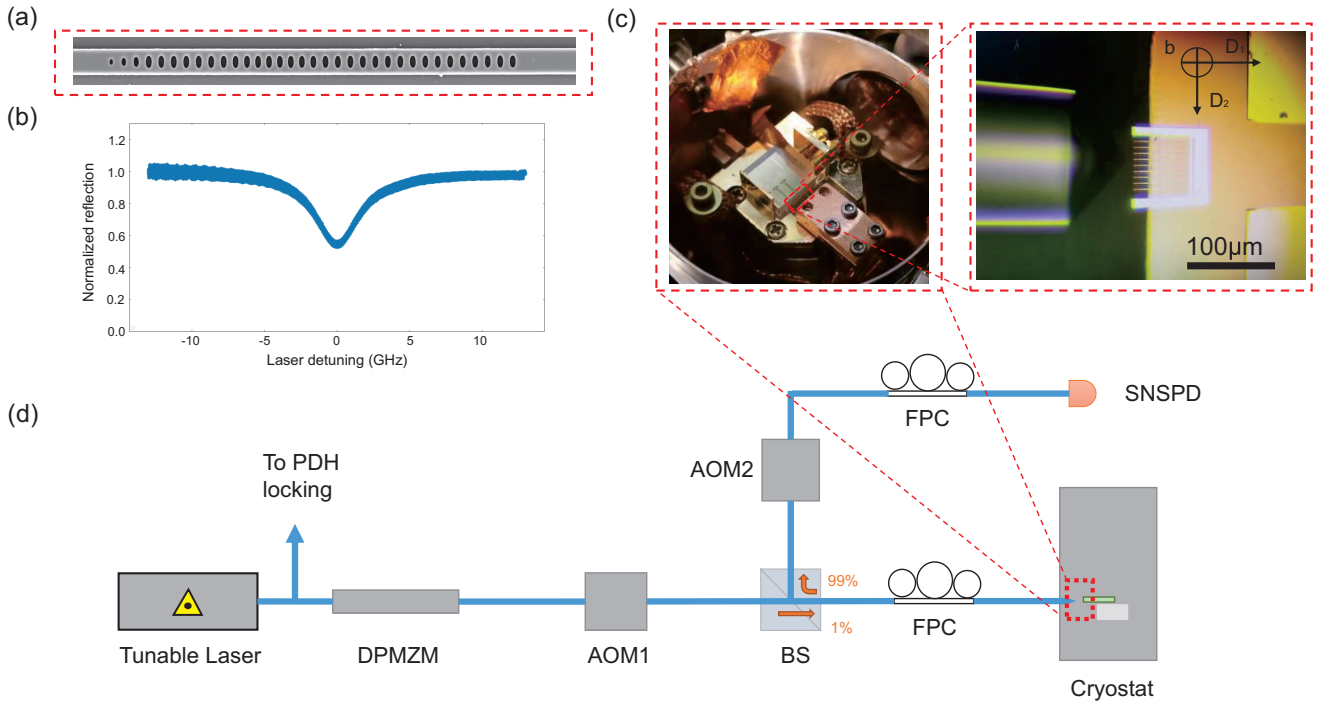 (a)
(b)
1.2
1.0
0.8
0.6
0.4
0.2
0.0
Normalized reflection
-10
-5
0
5
10
Laser detuning (GHz)
(c)
b
D₁
D₂
100μm
(d)
To PDH
locking
Tunable Laser
DPMZM
AOM1
BS
99%
1%
AOM2
FPC
SNSPD
FPC
Cryostat